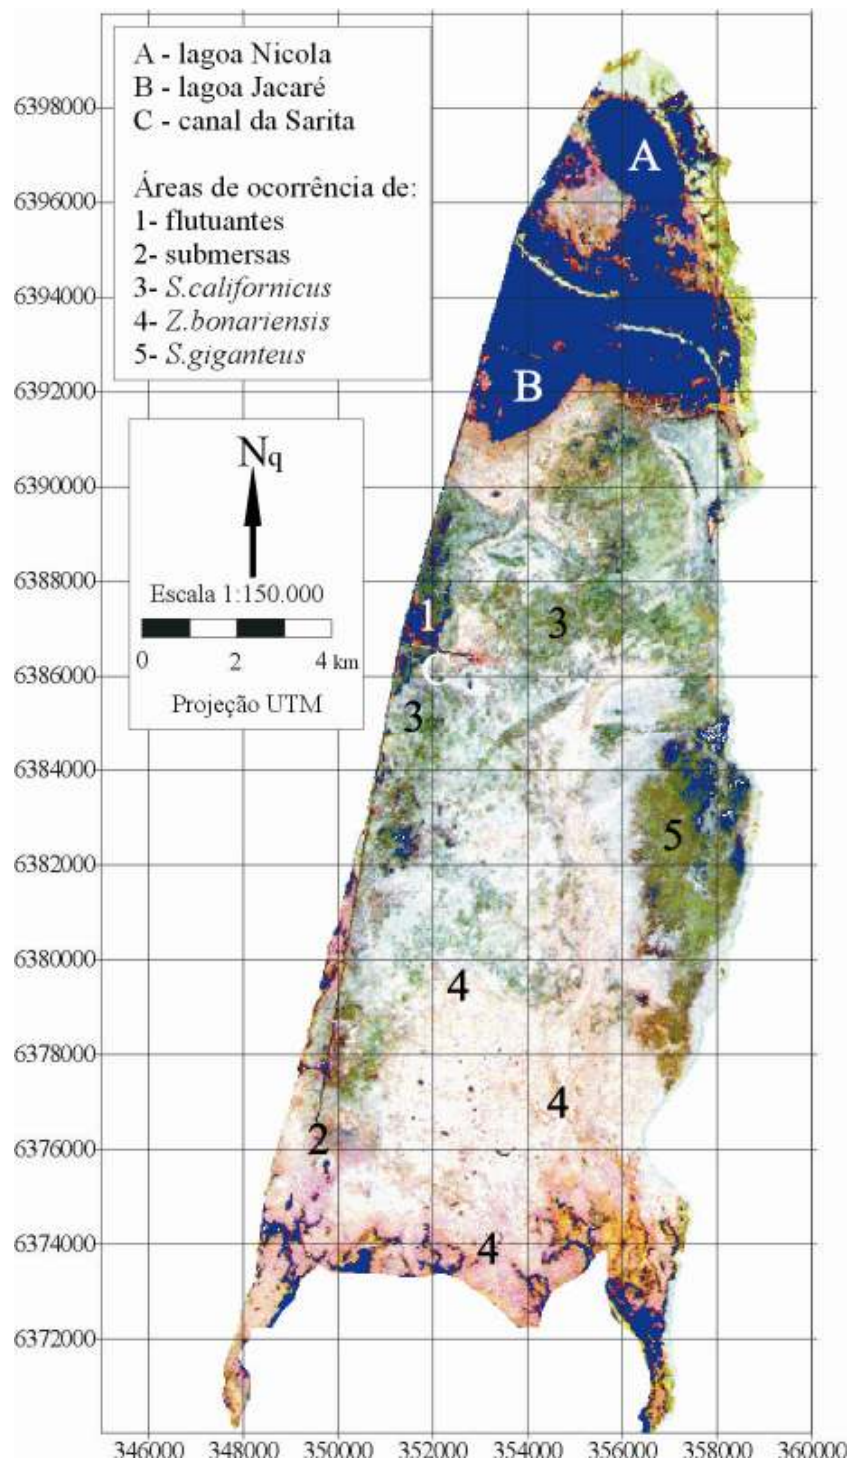 A - lagoa Nicola
B - lagoa Jacaré
C - canal da Sarita
Áreas de ocorrência de:
1- flutuantes
2- submersas
3- S.californicus
4- Z.bonariensis
5- S.giganteus
Nq
Escala 1:150.000
0 2 4 km
Projeção UTM
6398000
6396000
6394000
6392000
6390000
6388000
6386000
6384000
6382000
6380000
6378000
6376000
6374000
6372000
A
B
1
3
C
3
5
4
4
2
4
346000 348000 350000 352000 354000 356000 358000 360000